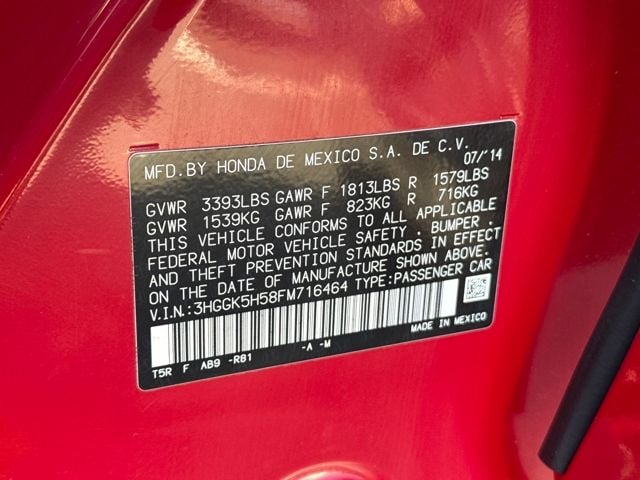 MFD.BY HONDA DE MEXICO S.A. DE C.V. 07/'14
GVWR 3393LBS GAWR F 1813LBS R 1579LBS
GVWR 1539KG GAWR F 823KG R 716KG
THIS VEHICLE CONFORMS TO ALL APPLICABLE
FEDERAL MOTOR VEHICLE SAFETY . BUMPER .
AND THEFT PREVENTION STANDARDS IN EFFECT
ON THE DATE OF MANUFACTURE SHOWN ABOVE.
V.I.N:3HGGK5H58FM716464 TYPE:PASSENGER CAR
MADE IN MEXICO
T5R F AB9 -R81 -A -M